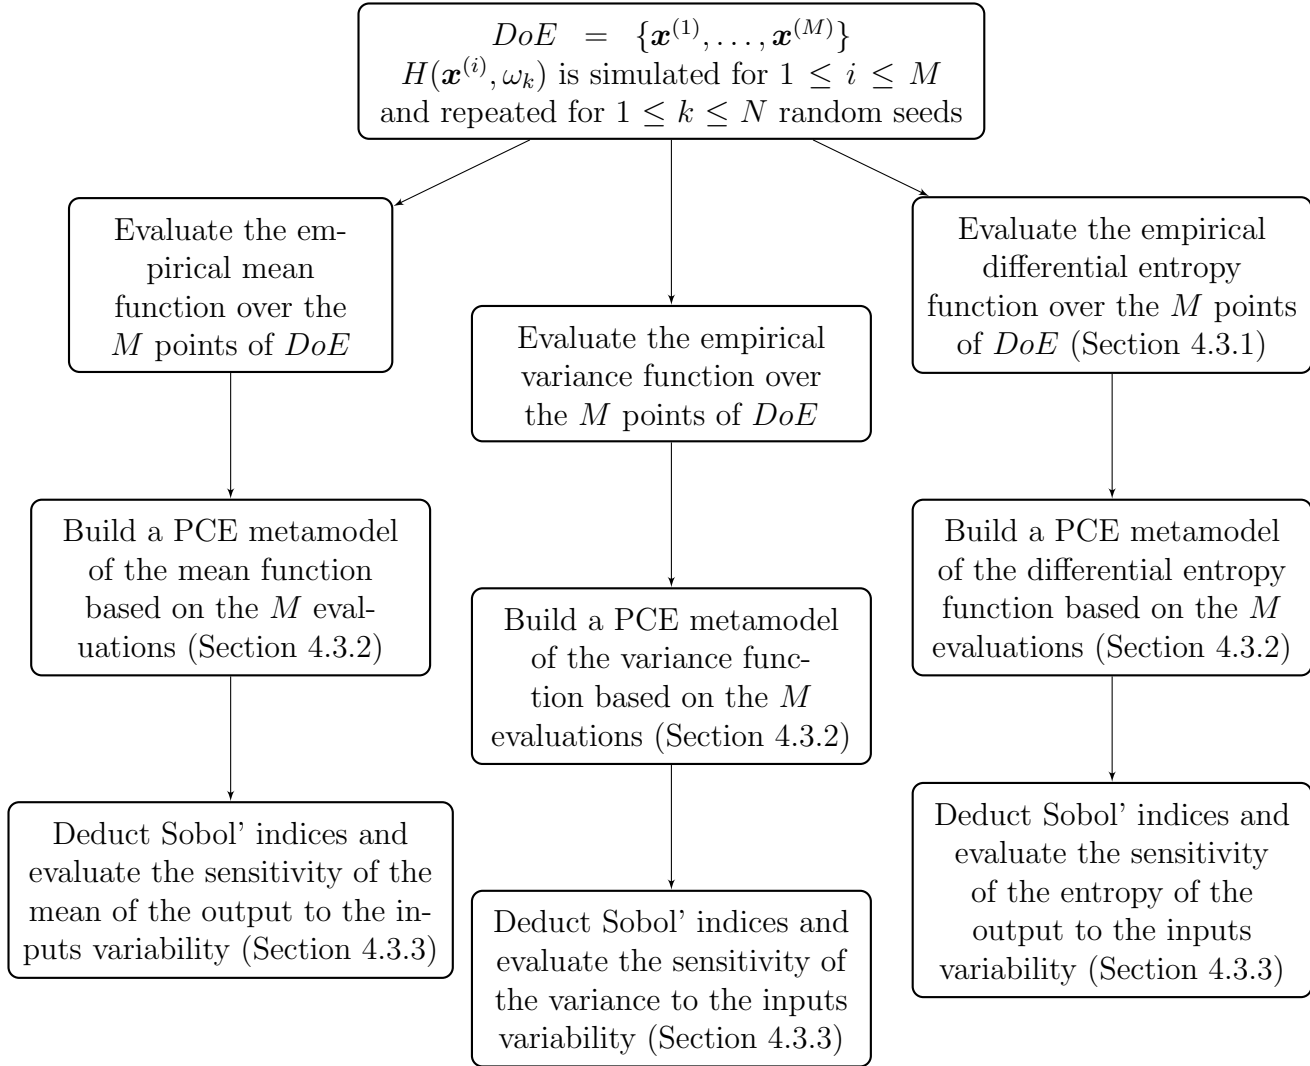 DoE = {x^(1), …, x^(M)}
H(x^(i), ω_k) is simulated for 1 ≤ i ≤ M
and repeated for 1 ≤ k ≤ N random seeds
Evaluate the em-
pirical mean
function over the
M points of DoE
Evaluate the empirical
variance function over
the M points of DoE
Evaluate the empirical
differential entropy
function over the M points
of DoE (Section 4.3.1)
Build a PCE metamodel
of the mean function
based on the M eval-
uations (Section 4.3.2)
Build a PCE metamodel
of the variance func-
tion based on the M
evaluations (Section 4.3.2)
Build a PCE metamodel
of the differential entropy
function based on the M
evaluations (Section 4.3.2)
Deduct Sobol’ indices and
evaluate the sensitivity of the
mean of the output to the in-
puts variability (Section 4.3.3)
Deduct Sobol’ indices and
evaluate the sensitivity of
the variance to the inputs
variability (Section 4.3.3)
Deduct Sobol’ indices and
evaluate the sensitivity
of the entropy of the
output to the inputs
variability (Section 4.3.3)